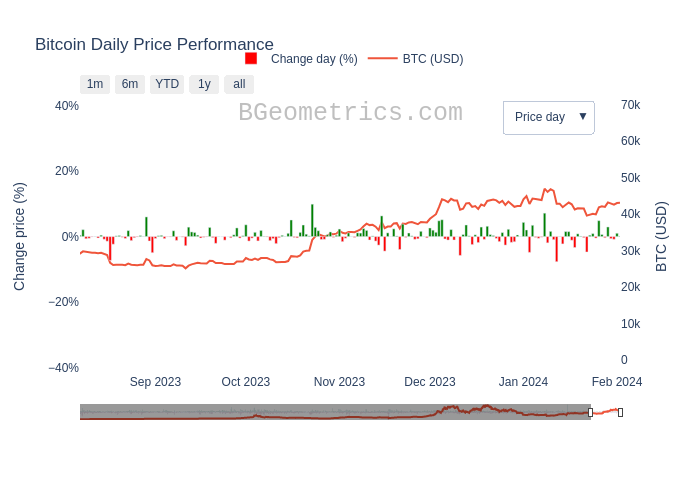 Bitcoin Daily Price Performance
Change day (%)
BTC (USD)
1m
6m
YTD
1y
all
BGeometrics.com
Price day
Change price (%)
40%
20%
0%
−20%
−40%
70k
60k
50k
40k
30k
20k
10k
0
BTC (USD)
Sep 2023
Oct 2023
Nov 2023
Dec 2023
Jan 2024
Feb 2024